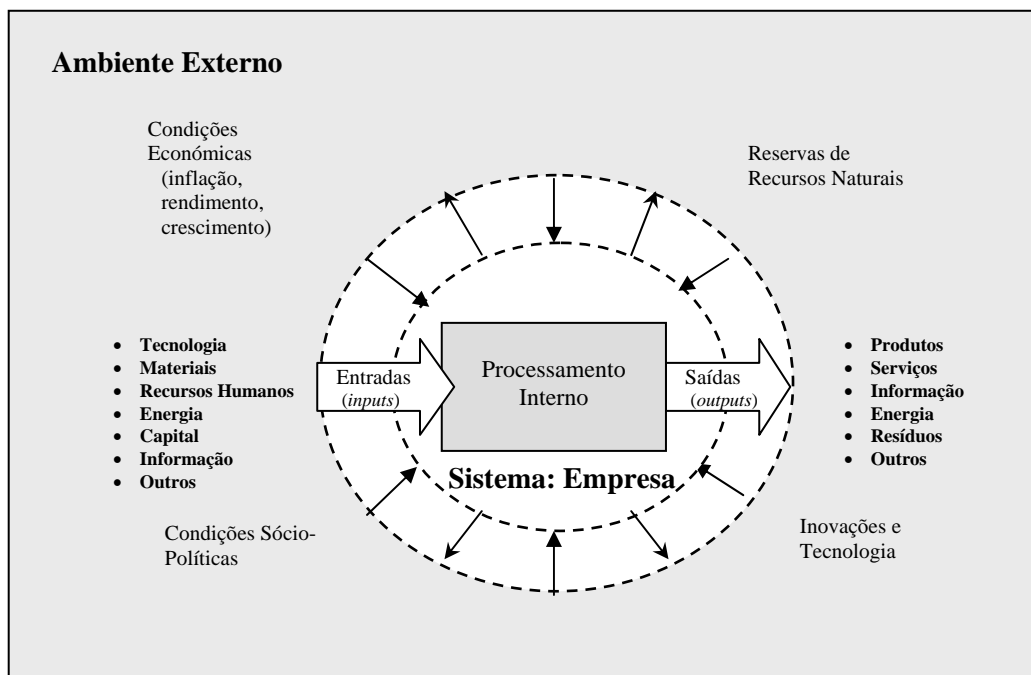 Ambiente Externo
Condições
Económicas
(inflação,
rendimento,
crescimento)
Reservas de
Recursos Naturais
• Tecnologia
• Materiais
• Recursos Humanos
• Energia
• Capital
• Informação
• Outros
Entradas
(inputs)
Processamento
Interno
Saídas
(outputs)
• Produtos
• Serviços
• Informação
• Energia
• Resíduos
• Outros
Sistema: Empresa
Condições Sócio-
Políticas
Inovações e
Tecnologia